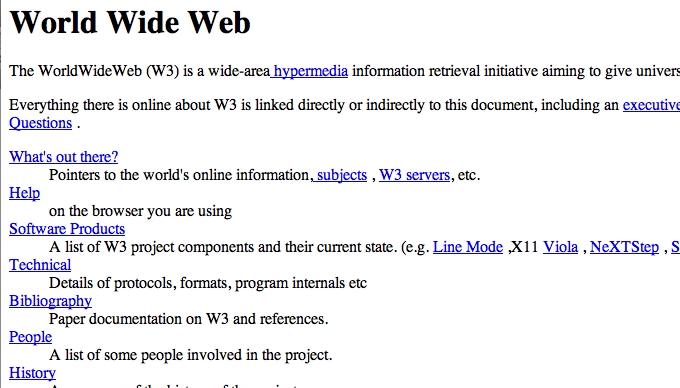 World Wide Web
The WorldWideWeb (W3) is a wide-area hypermedia information retrieval initiative aiming to give
Everything there is online about W3 is linked directly or indirectly to this document, including an executive
Questions .
What's out there?
Pointers to the world's online information, subjects , W3 servers, etc.
Help
on the browser you are using
Software Products
A list of W3 project components and their current state. (e.g. Line Mode ,X11 Viola , NeXTStep ,
Technical
Details of protocols, formats, program internals etc
Bibliography
Paper documentation on W3 and references.
People
A list of some people involved in the project.
History